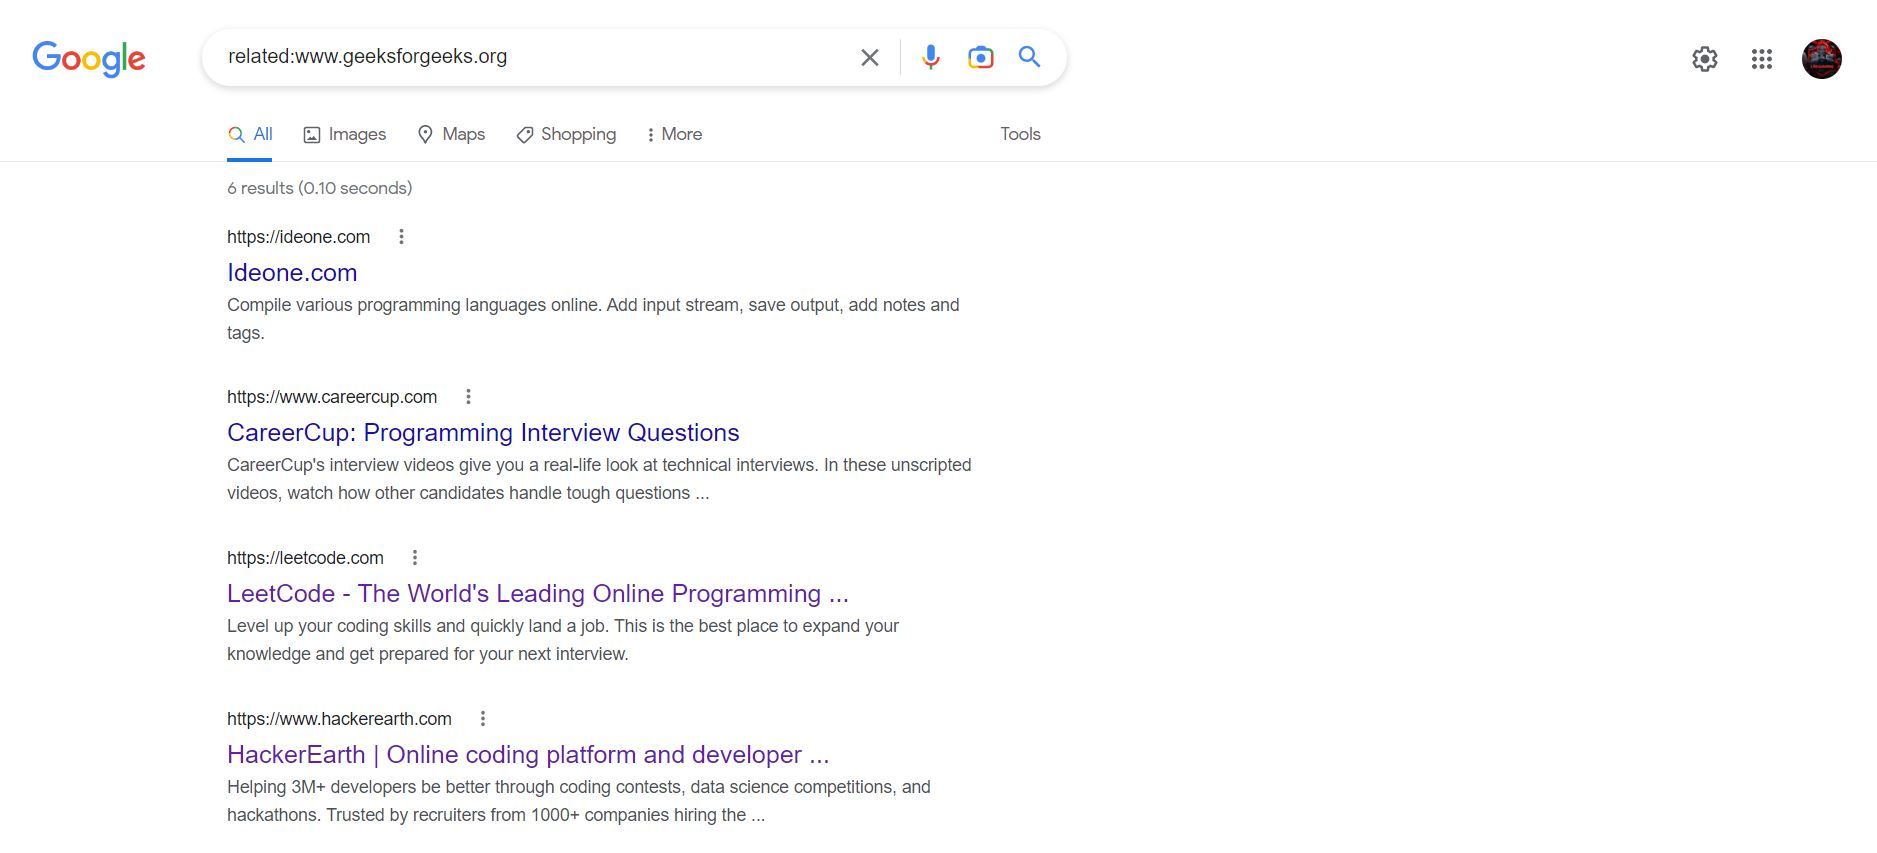 Google
related:www.geeksforgeeks.org
All Images Maps Shopping More Tools
6 results (0.10 seconds)
https://ideone.com
Ideone.com
Compile various programming languages online. Add input stream, save output, add notes and
tags.
https://www.careercup.com
CareerCup: Programming Interview Questions
CareerCup's interview videos give you a real-life look at technical interviews. In these unscripted
videos, watch how other candidates handle tough questions ...
https://leetcode.com
LeetCode - The World's Leading Online Programming ...
Level up your coding skills and quickly land a job. This is the best place to expand your
knowledge and get prepared for your next interview.
https://www.hackerearth.com
HackerEarth | Online coding platform and developer ...
Helping 3M+ developers be better through coding contests, data science competitions, and
hackathons. Trusted by recruiters from 1000+ companies hiring the ...